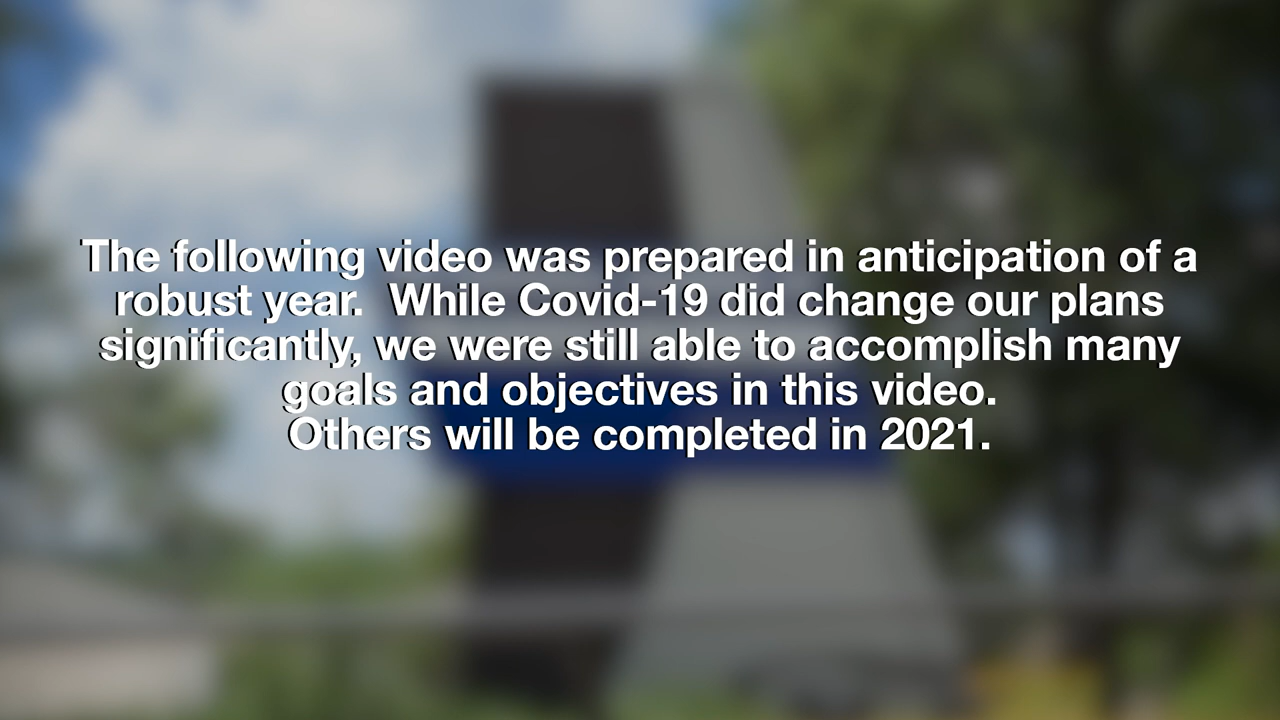 The following video was prepared in anticipation of a
robust year.  While Covid-19 did change our plans
significantly, we were still able to accomplish many
goals and objectives in this video.
Others will be completed in 2021.